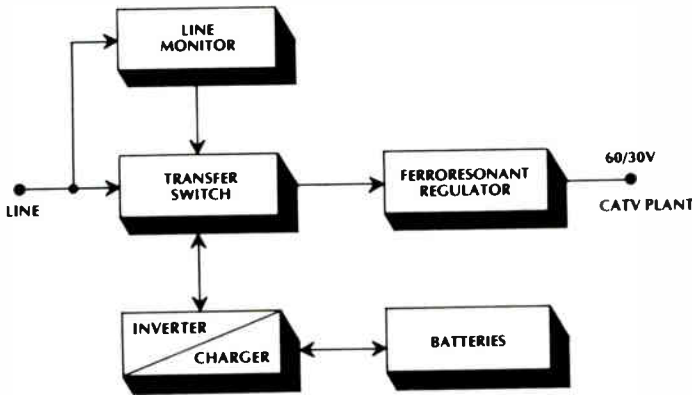 LINE
MONITOR
TRANSFER
SWITCH
FERRORESONANT
REGULATOR
60/30V
CATV PLANT
LINE
INVERTER
CHARGER
BATTERIES